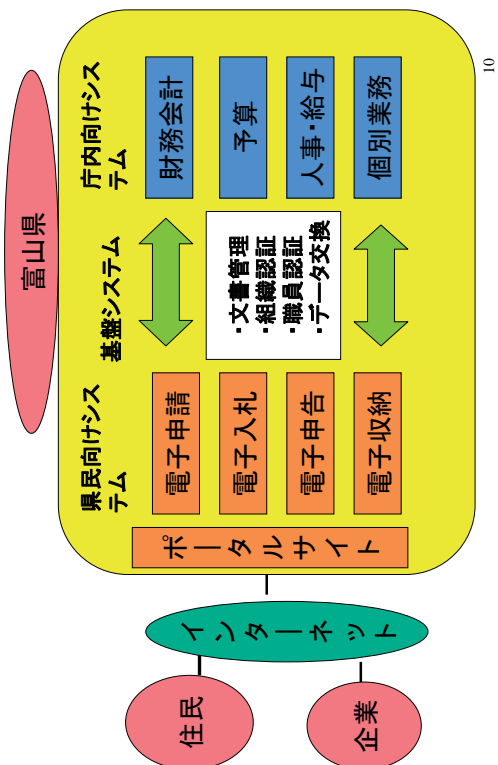 富山県
県民向けシス
テム
基盤システム
庁内向けシス
テム
住民
企業
インターネット
ポータルサイト
電子申請
電子入札
電子申告
電子収納
・文書管理
・組織認証
・職員認証
・データ交換
財務会計
予算
人事・給与
個別業務
10